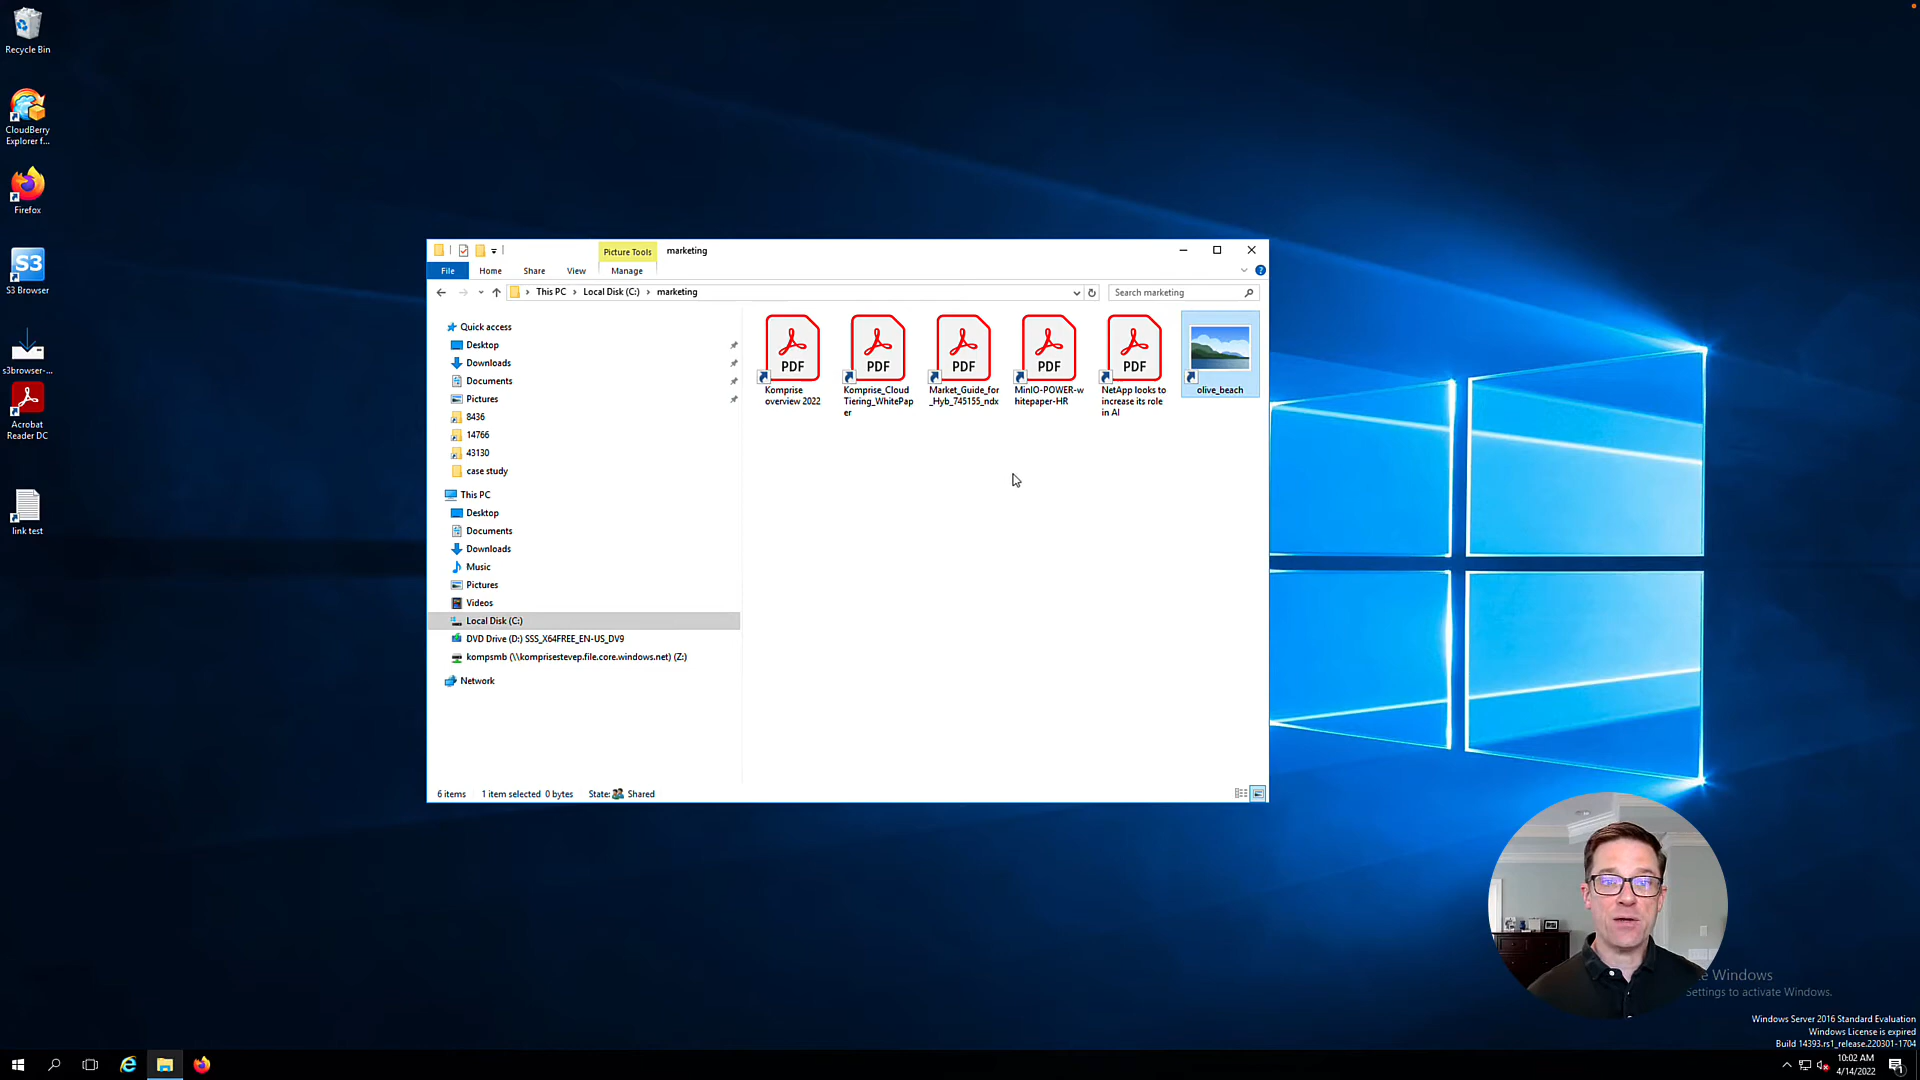 Recycle Bin
CloudBerry
Explorer f...
Firefox
S3
S3 Browser
s3browser-...
Acrobat
Reader DC
link test
Picture Tools
marketing
File
Home
Share
View
Manage
This PC > Local Disk (C:) > marketing
Search marketing
Quick access
Desktop
Downloads
Documents
Pictures
8436
14766
43130
case study
This PC
Desktop
Documents
Downloads
Music
Pictures
Videos
Local Disk (C:)
DVD Drive (D:) SSS_X64FREE_EN-US_DV9
kompsmb (\\komprisestevep.file.core.windows.net) (Z:)
Network
PDF
Komprise
overview 2022
PDF
Komprise_Cloud
Tiering_WhitePap
er
PDF
Market_Guide_for
_Hyb_745155_ndx
PDF
MinIO-POWER-w
hitepaper-HR
PDF
NetApp looks to
increase its role
in AI
olive_beach
6 items
1 item selected 0 bytes
State: Shared
Windows
Settings to activate Windows.
Windows Server 2016 Standard Evaluation
Windows License is expired
Build 14393.rs1_release.220301-1704
10:02 AM
4/14/2022